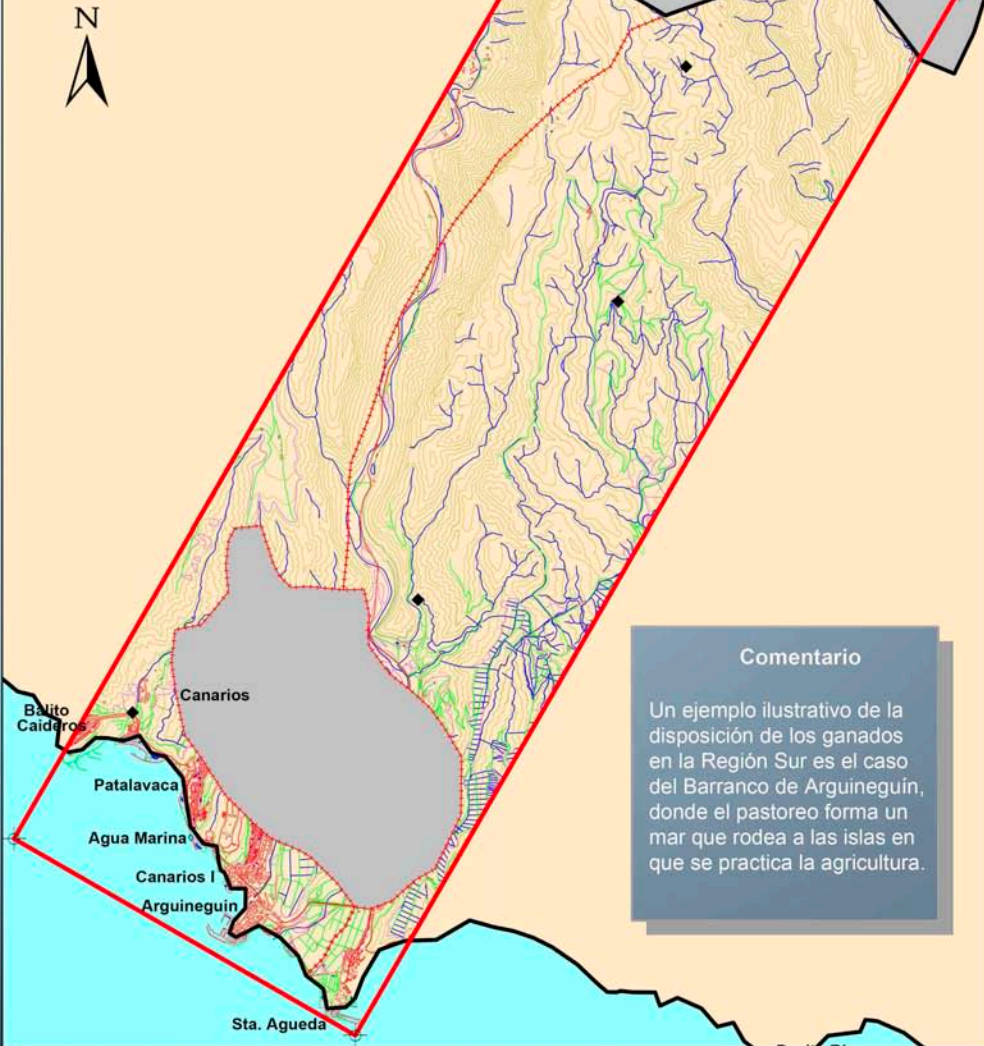 N
Canarios
Balito
Caideros
Patalavaca
Agua Marina
Canarios I
Arguineguín
Sta. Agueda
Comentario
Un ejemplo ilustrativo de la
disposición de los ganados
en la Región Sur es el caso
del Barranco de Arguineguín,
donde el pastoreo forma un
mar que rodea a las islas en
que se practica la agricultura.